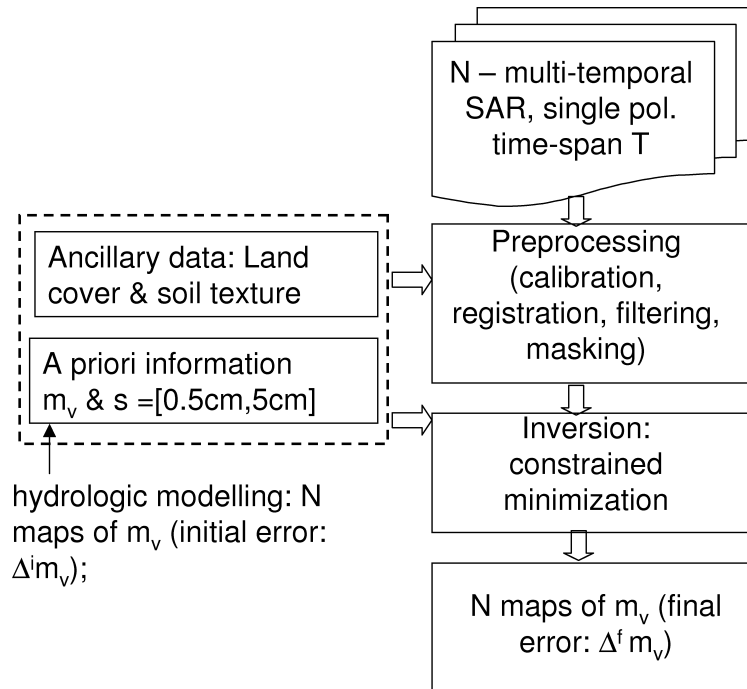 N – multi-temporal
SAR, single pol.
time-span T
Ancillary data: Land
cover & soil texture
Preprocessing
(calibration,
registration, filtering,
masking)
A priori information
mᵥ & s =[0.5cm,5cm]
Inversion:
constrained
minimization
hydrologic modelling: N
maps of mᵥ (initial error:
Δⁱmᵥ);
N maps of mᵥ (final
error: Δᶠ mᵥ)